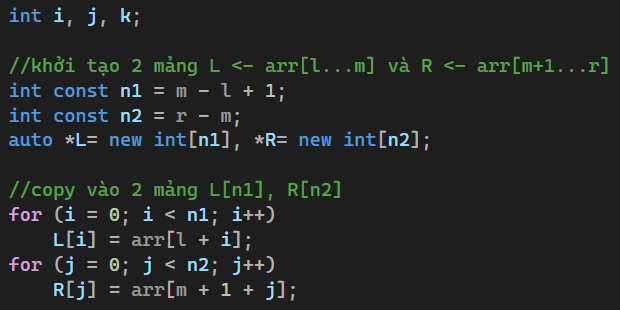 int i, j, k;
//khởi tạo 2 mảng L <- arr[l...m] và R <- arr[m+1...r]
int const n1 = m - l + 1;
int const n2 = r - m;
auto *L= new int[n1], *R= new int[n2];
//copy vào 2 mảng L[n1], R[n2]
for (i = 0; i < n1; i++)
    L[i] = arr[l + i];
for (j = 0; j < n2; j++)
    R[j] = arr[m + 1 + j];